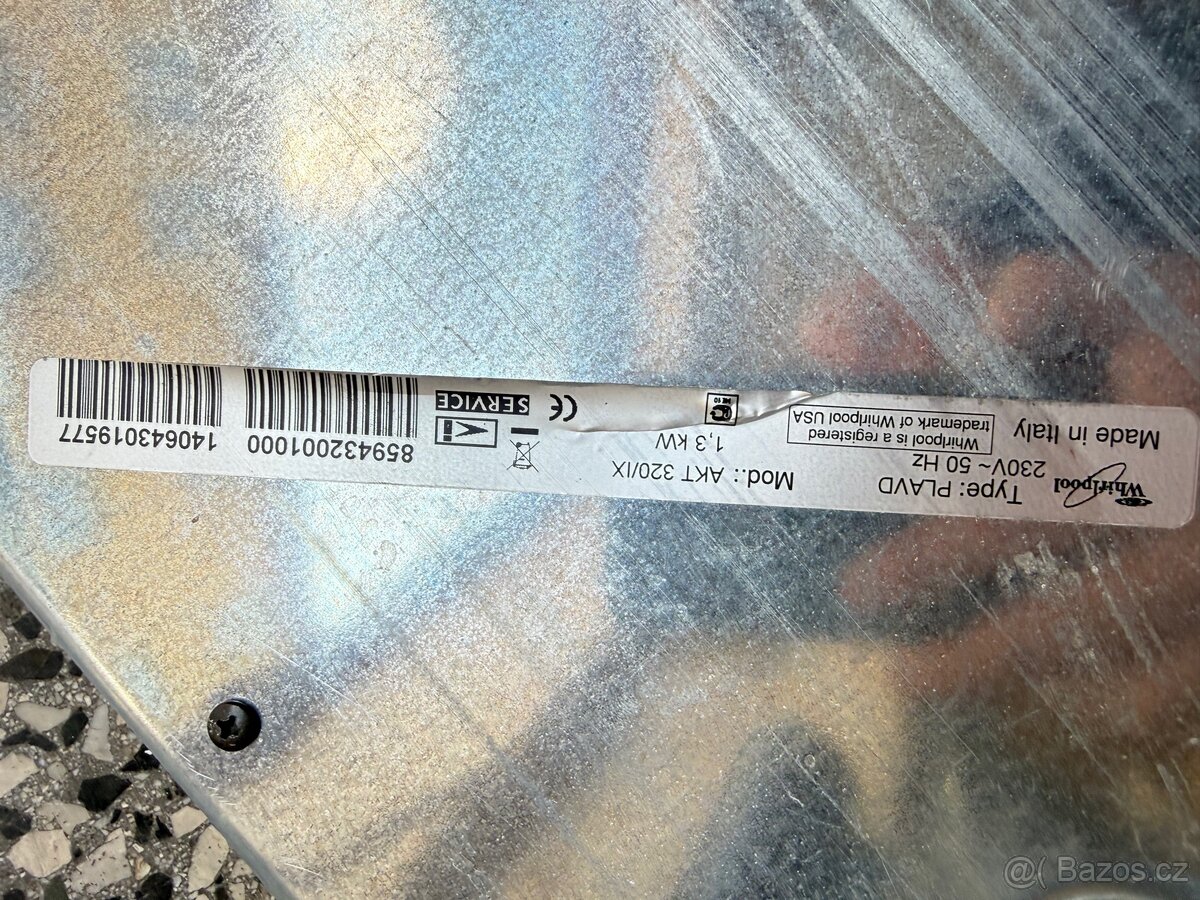 Whirlpool
Made in Italy
Type: PLAVD
230V~ 50 Hz
Whirlpool is a registered
trademark of Whirlpool USA
Mod.: AKT 320/IX
1,3 kW
CE
SERVICE
859432001000
140643019577
@( Bazos.cz